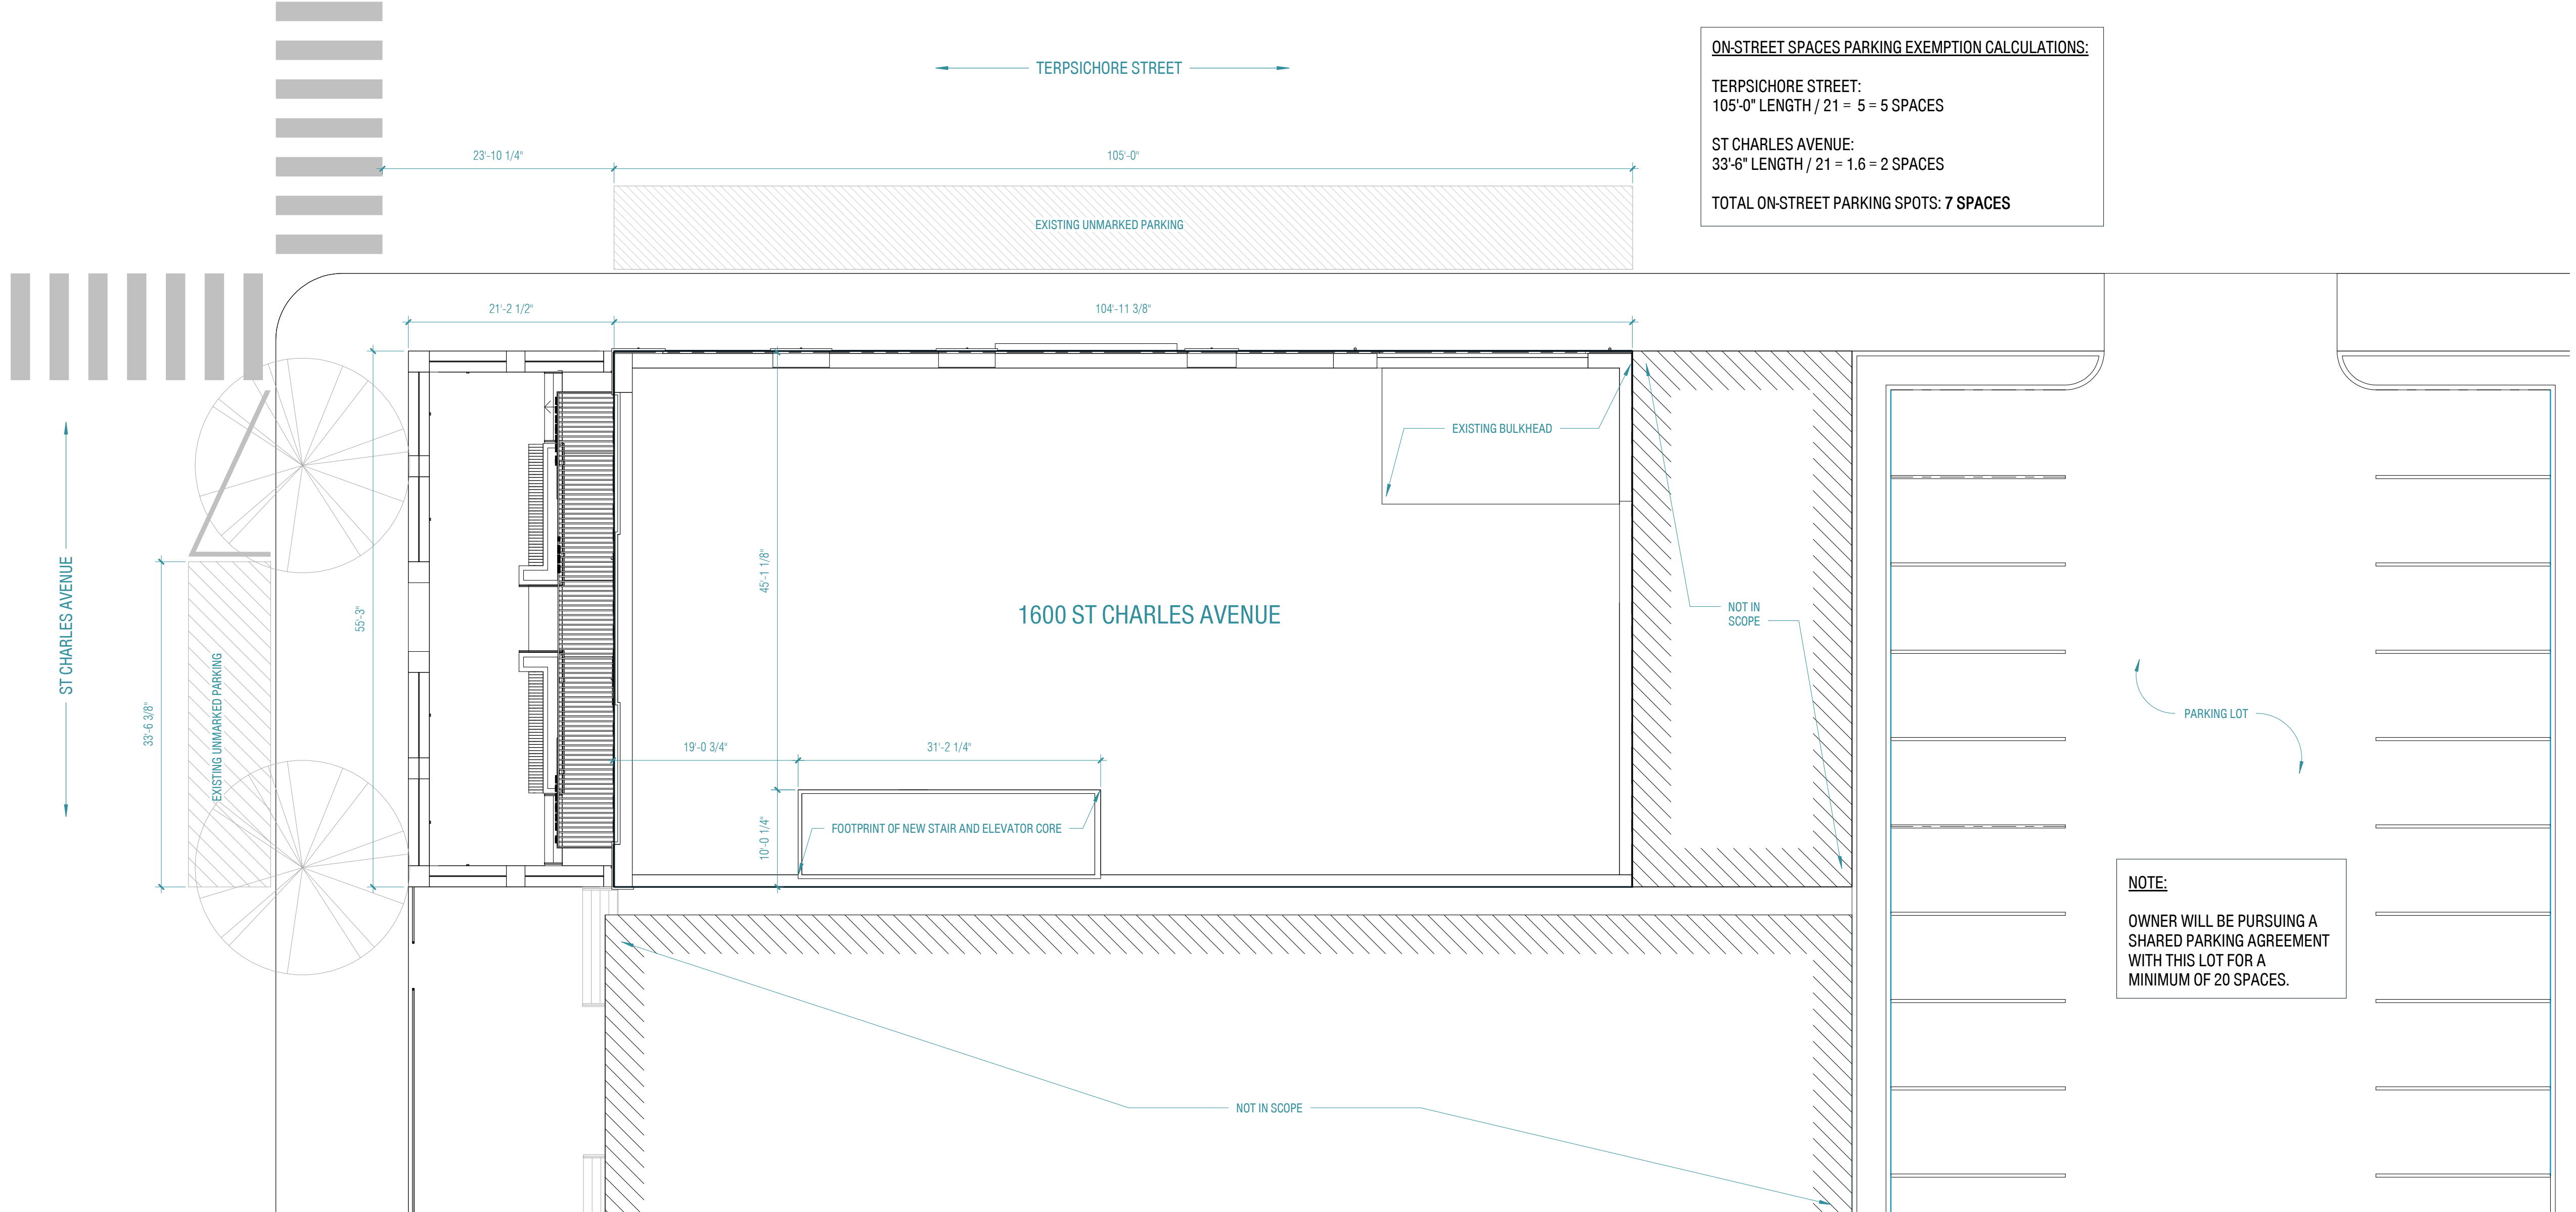 TERPSICHORE STREET
ON-STREET SPACES PARKING EXEMPTION CALCULATIONS:
TERPSICHORE STREET:
105'-0" LENGTH / 21 = 5 = 5 SPACES
ST CHARLES AVENUE:
33'-6" LENGTH / 21 = 1.6 = 2 SPACES
TOTAL ON-STREET PARKING SPOTS: 7 SPACES
23'-10 1/4"
105'-0"
EXISTING UNMARKED PARKING
21'-2 1/2"
104'-11 3/8"
EXISTING BULKHEAD
45'-1 1/8"
55'-3"
1600 ST CHARLES AVENUE
NOT IN
SCOPE
ST CHARLES AVENUE
33'-6 3/8"
EXISTING UNMARKED PARKING
19'-0 3/4"
31'-2 1/4"
PARKING LOT
10'-0 1/4"
FOOTPRINT OF NEW STAIR AND ELEVATOR CORE
NOTE:
OWNER WILL BE PURSUING A
SHARED PARKING AGREEMENT
WITH THIS LOT FOR A
MINIMUM OF 20 SPACES.
NOT IN SCOPE